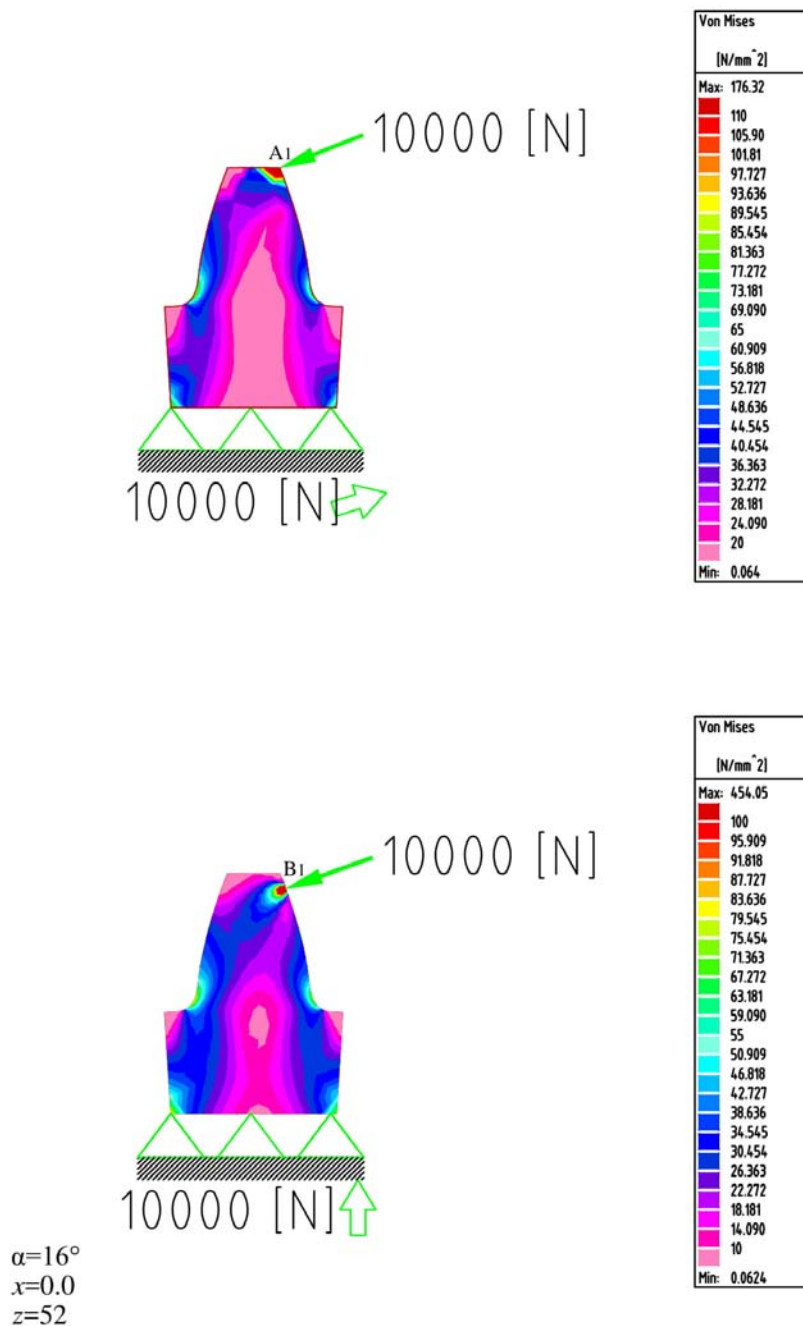 Von Mises
[N/mm^2]
Max: 176.32
110
105.90
101.81
97.727
93.636
89.545
85.454
81.363
77.272
73.181
69.090
65
60.909
56.818
52.727
48.636
44.545
40.454
36.363
32.272
28.181
24.090
20
Min: 0.064
A1
10000 [N]
10000 [N]
Von Mises
[N/mm^2]
Max: 454.05
100
95.909
91.818
87.727
83.636
79.545
75.454
71.363
67.272
63.181
59.090
55
50.909
46.818
42.727
38.636
34.545
30.454
26.363
22.272
18.181
14.090
10
Min: 0.0624
B1
10000 [N]
10000 [N]
α=16°
x=0.0
z=52